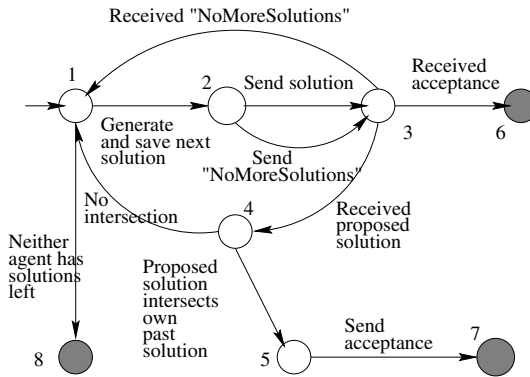 Received "NoMoreSolutions"
1
2
Send solution
Received
acceptance
3
6
Generate
and save next
solution
Send
"NoMoreSolutions"
No
intersection
4
Received
proposed
solution
Neither
agent has
solutions
left
Proposed
solution
intersects
own
past
solution
Send
acceptance
7
8
5